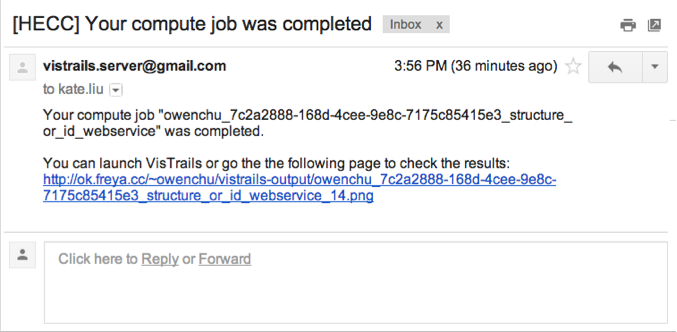 [HECC] Your compute job was completed Inbox x
vistrails.server@gmail.com 3:56 PM (36 minutes ago)
to kate.liu
Your compute job "owenchu_7c2a2888-168d-4cee-9e8c-7175c85415e3_structure_
or_id_webservice" was completed.
You can launch VisTrails or go the the following page to check the results:
http://ok.freya.cc/~owenchu/vistrails-output/owenchu_7c2a2888-168d-4cee-9e8c-
7175c85415e3_structure_or_id_webservice_14.png
Click here to Reply or Forward